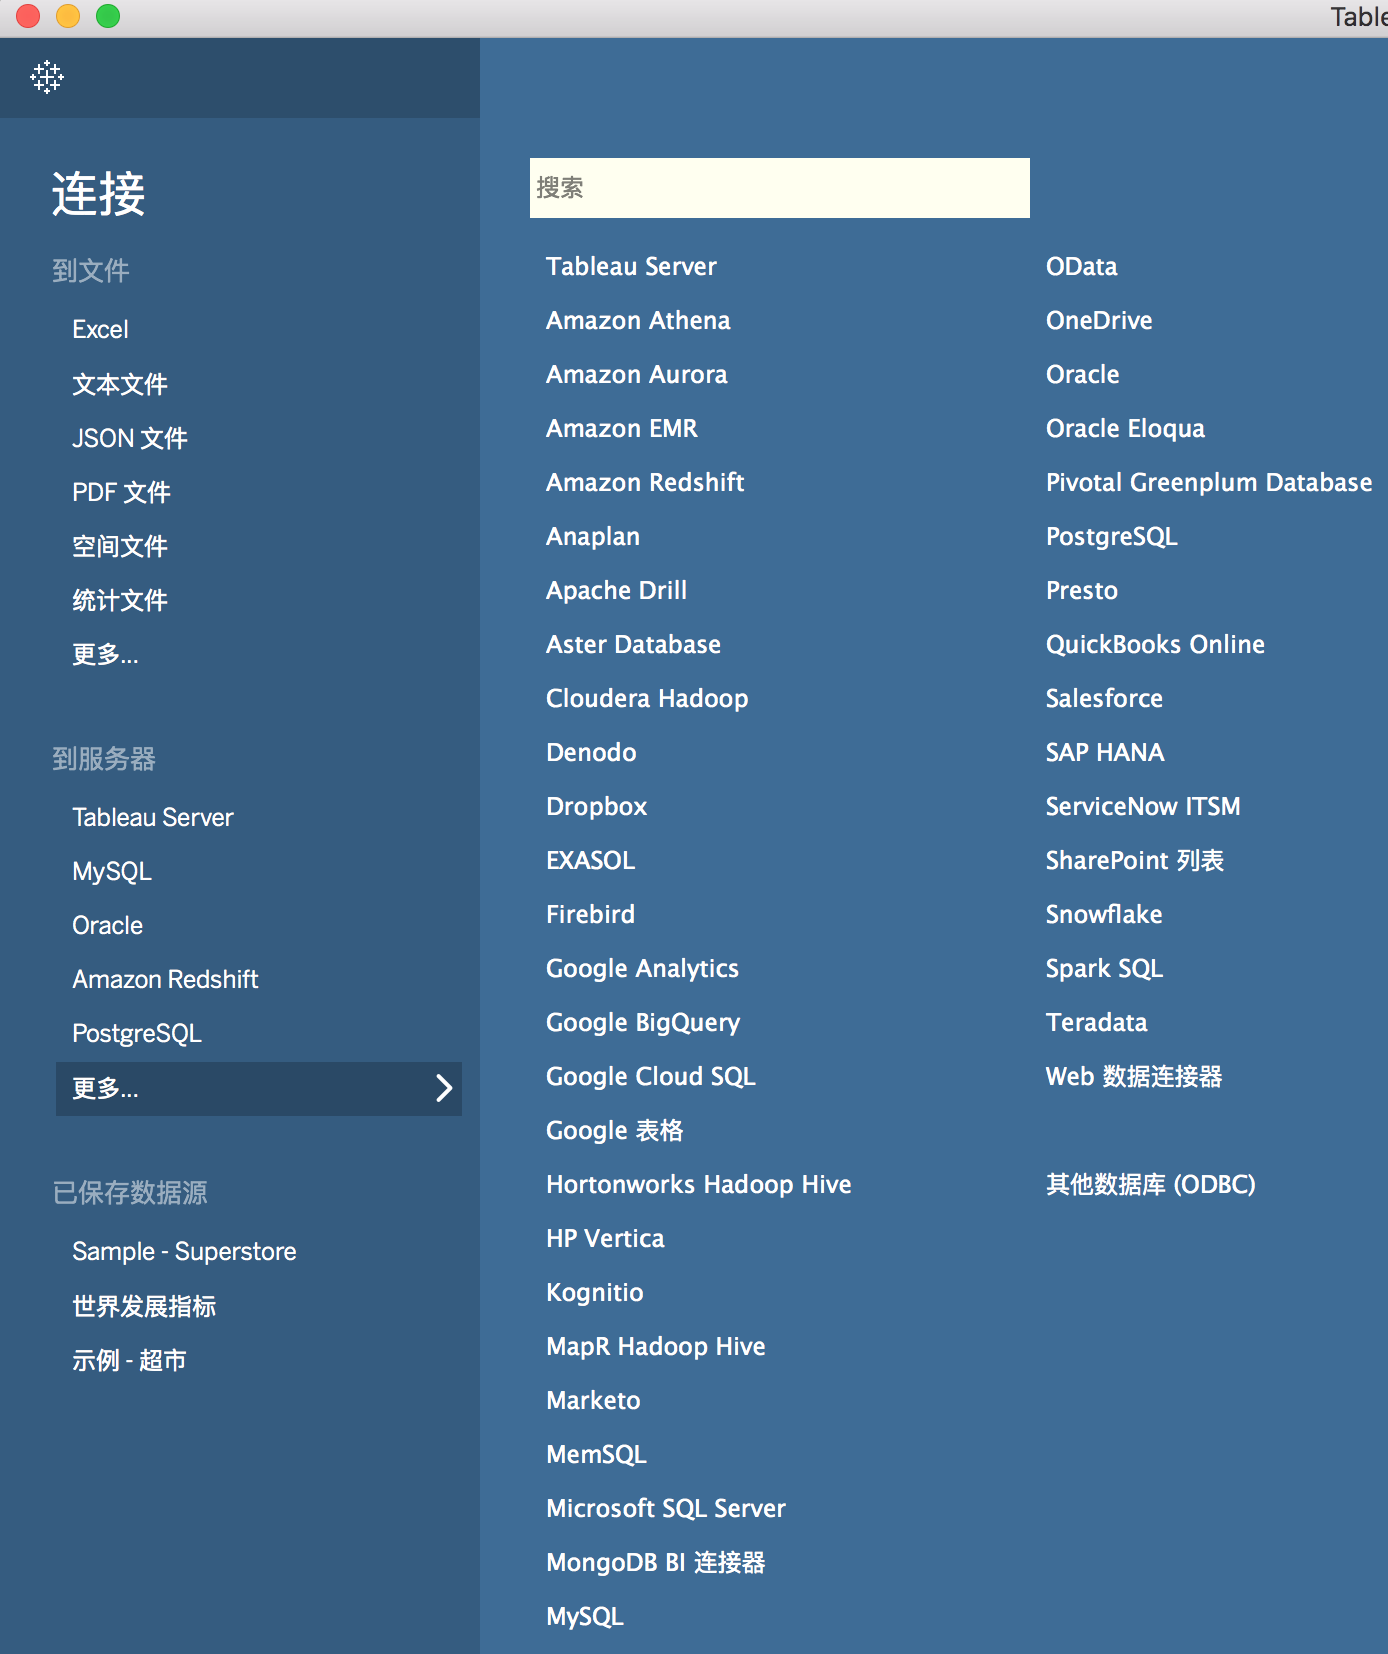 Table
连接
到文件
Excel
文本文件
JSON 文件
PDF 文件
空间文件
统计文件
更多...
到服务器
Tableau Server
MySQL
Oracle
Amazon Redshift
PostgreSQL
更多...
已保存数据源
Sample - Superstore
世界发展指标
示例 - 超市
搜索
Tableau Server
Amazon Athena
Amazon Aurora
Amazon EMR
Amazon Redshift
Anaplan
Apache Drill
Aster Database
Cloudera Hadoop
Denodo
Dropbox
EXASOL
Firebird
Google Analytics
Google BigQuery
Google Cloud SQL
Google 表格
Hortonworks Hadoop Hive
HP Vertica
Kognitio
MapR Hadoop Hive
Marketo
MemSQL
Microsoft SQL Server
MongoDB BI 连接器
MySQL
OData
OneDrive
Oracle
Oracle Eloqua
Pivotal Greenplum Database
PostgreSQL
Presto
QuickBooks Online
Salesforce
SAP HANA
ServiceNow ITSM
SharePoint 列表
Snowflake
Spark SQL
Teradata
Web 数据连接器
其他数据库 (ODBC)